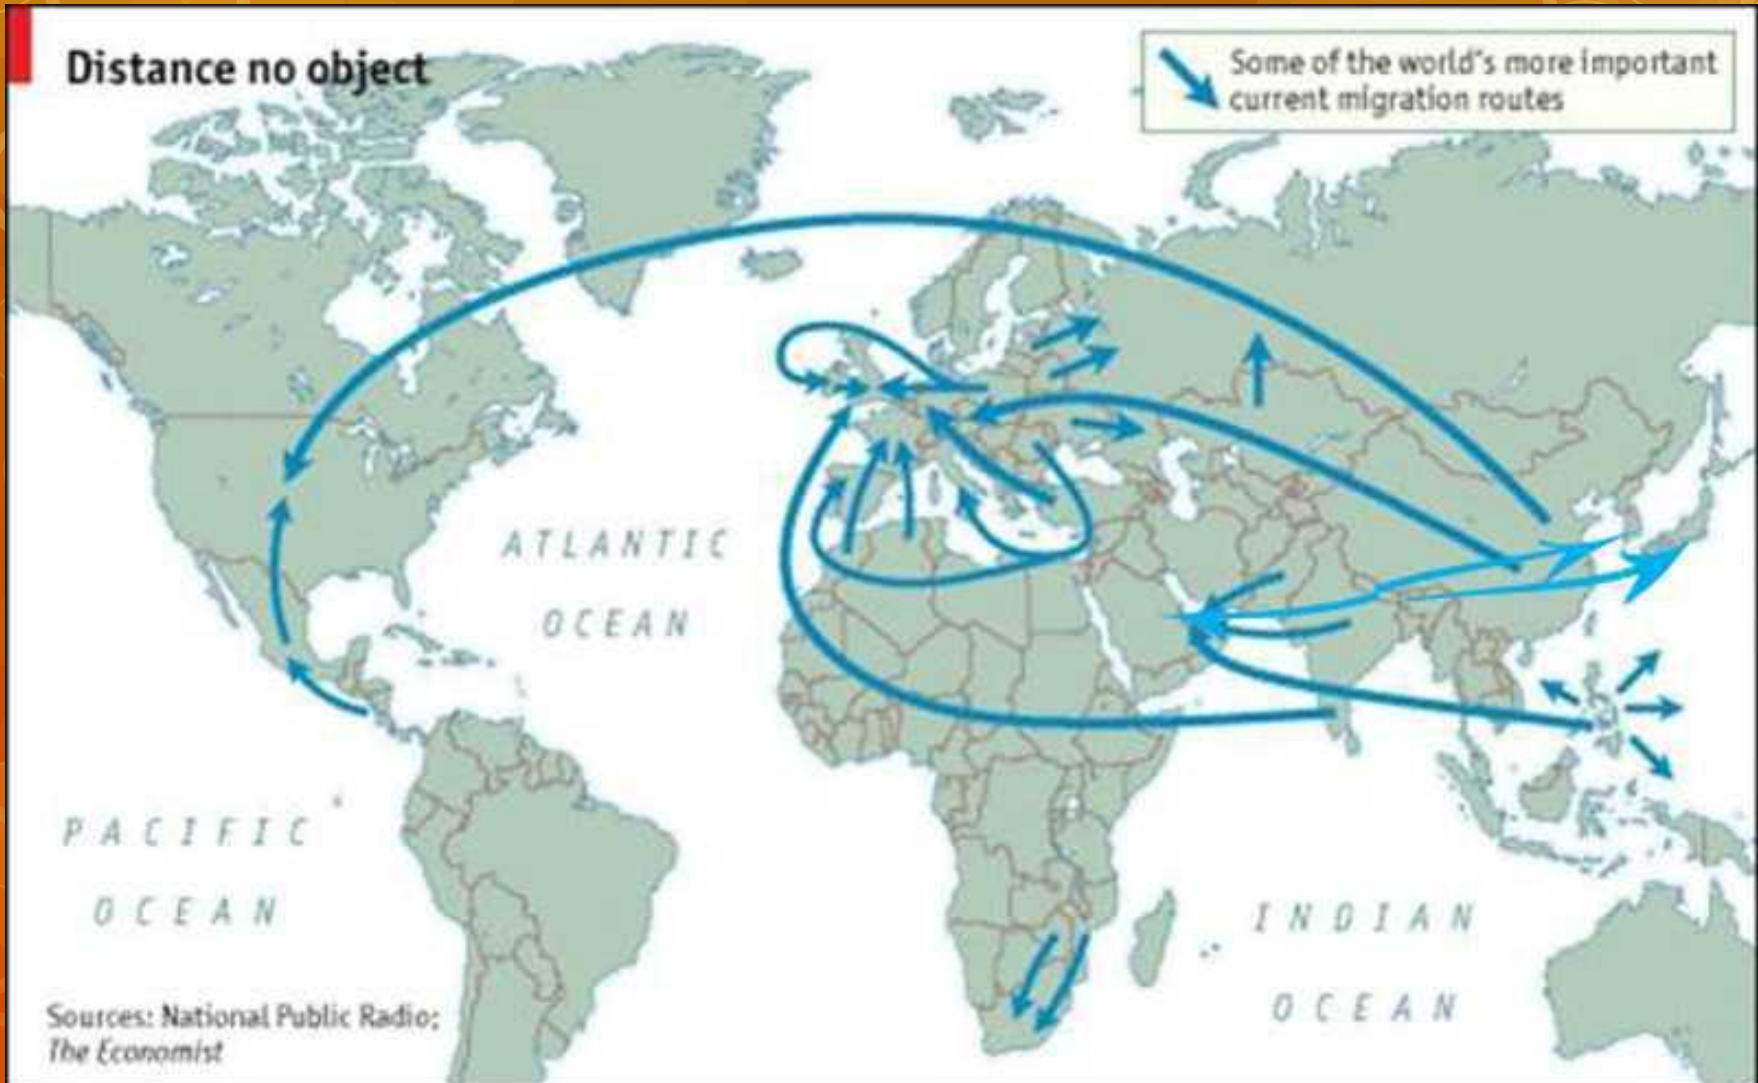 Distance no object
Some of the world's more important
current migration routes
ATLANTIC
OCEAN
PACIFIC
OCEAN
INDIAN
OCEAN
Sources: National Public Radio;
The Economist